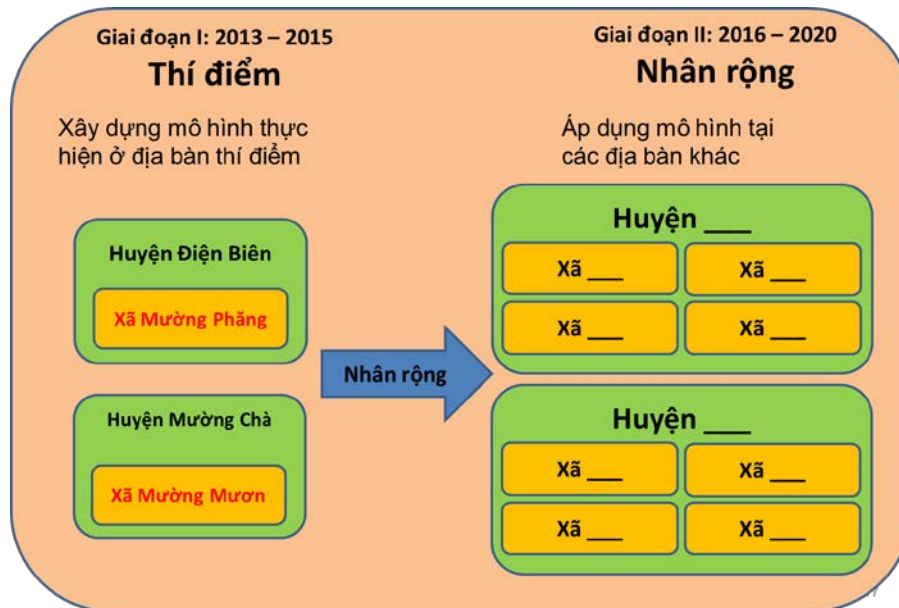 Giai đoạn I: 2013 – 2015
Thí điểm
Xây dựng mô hình thực
hiện ở địa bàn thí điểm
Huyện Điện Biên
Xã Mường Phăng
Huyện Mường Chà
Xã Mường Mươn
Nhân rộng
Giai đoạn II: 2016 – 2020
Nhân rộng
Áp dụng mô hình tại
các địa bàn khác
Huyện ___
Xã ___
Xã ___
Xã ___
Xã ___
Huyện ___
Xã ___
Xã ___
Xã ___
Xã ___